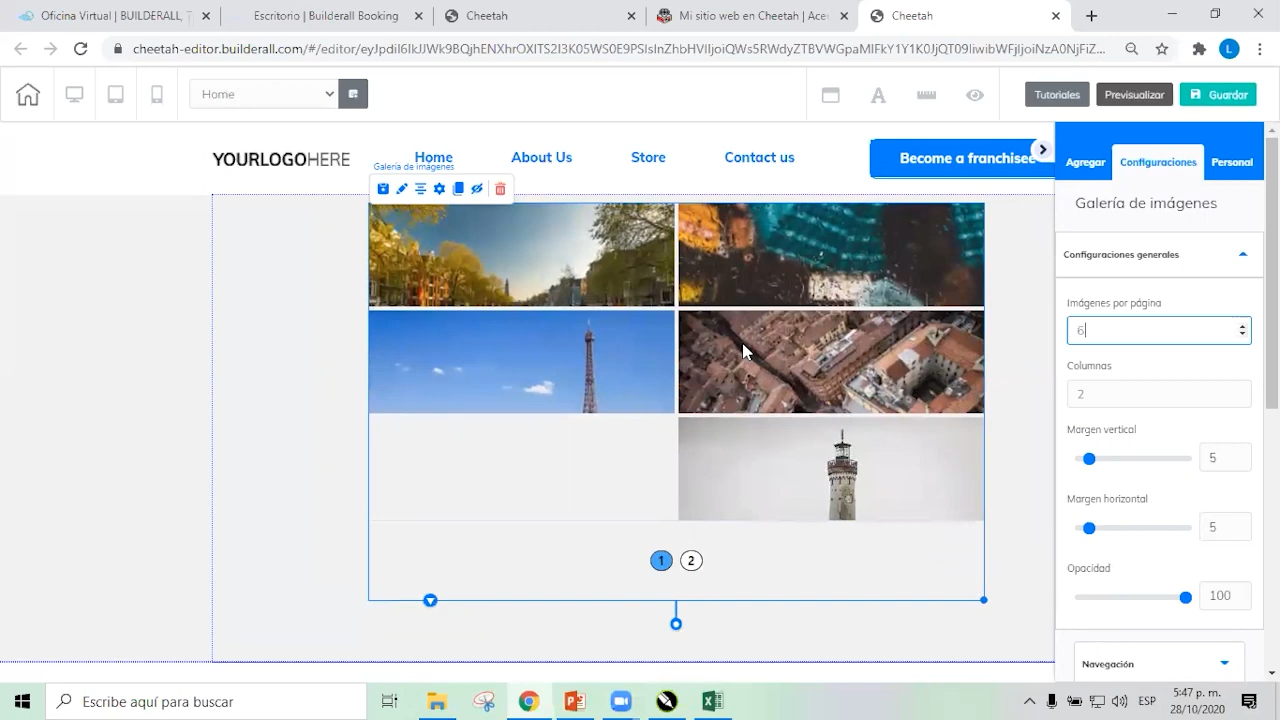 Oficina Virtual | BUILDERALL, T
Escritorio | Builderall Booking
Cheetah
Mi sitio web en Cheetah | Acec
Cheetah
cheetah-editor.builderall.com/#/editor/
L
Home
Tutoriales
Previsualizar
Guardar
YOURLOGOHERE
Home
About Us
Store
Contact us
Become a franchisee
Galería de imágenes
Agregar
Configuraciones
Personal
Galería de imágenes
Configuraciones generales
Imágenes por página
6
Columnas
2
Margen vertical
5
Margen horizontal
5
Opacidad
100
Navegación
1 2
Escribe aquí para buscar
ESP
5:47 p. m.
28/10/2020